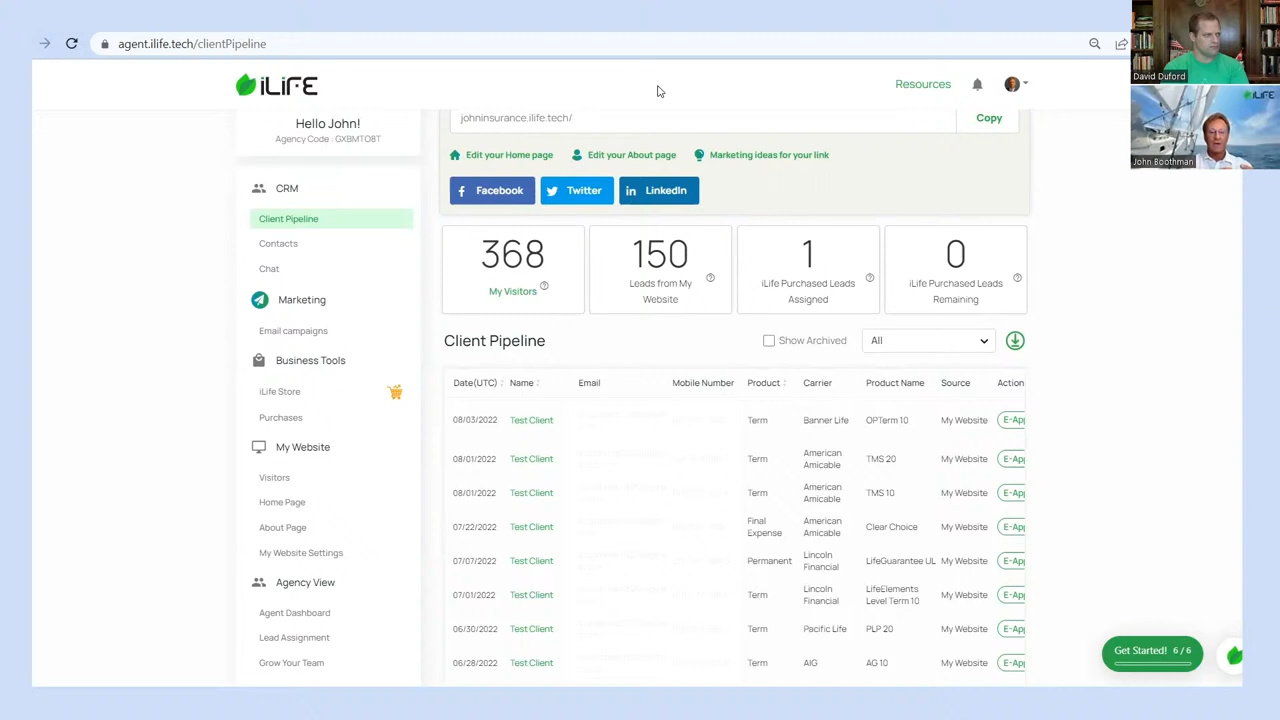 agent.ilife.tech/clientPipeline
David Duford
iLIFE
John Boothman
iLIFE
Resources
Hello John!
Agency Code : GXBMTO8T
CRM
Client Pipeline
Contacts
Chat
Marketing
Email campaigns
Business Tools
iLife Store
Purchases
My Website
Visitors
Home Page
About Page
My Website Settings
Agency View
Agent Dashboard
Lead Assignment
Grow Your Team
johninsurance.ilife.tech/ Copy
Edit your Home page Edit your About page Marketing ideas for your link
Facebook Twitter LinkedIn
368
My Visitors
150
Leads from My
Website
1
iLife Purchased Leads
Assigned
0
iLife Purchased Leads
Remaining
Client Pipeline Show Archived All
Date(UTC) Name Email Mobile Number Product Carrier Product Name Source Action
08/03/2022 Test Client Term Banner Life OPTerm 10 My Website E-Ap
08/01/2022 Test Client Term American Amicable TMS 20 My Website E-Ap
08/01/2022 Test Client Term American Amicable TMS 10 My Website E-Ap
07/22/2022 Test Client Final Expense American Amicable Clear Choice My Website E-Ap
07/07/2022 Test Client Permanent Lincoln Financial LifeGuarantee UL My Website E-Ap
07/01/2022 Test Client Term Lincoln Financial LifeElements Level Term 10 My Website E-Ap
06/30/2022 Test Client Term Pacific Life PLP 20 My Website E-Ap
06/28/2022 Test Client Term AIG AG 10 My Website E-Ap
Get Started! 6 / 6